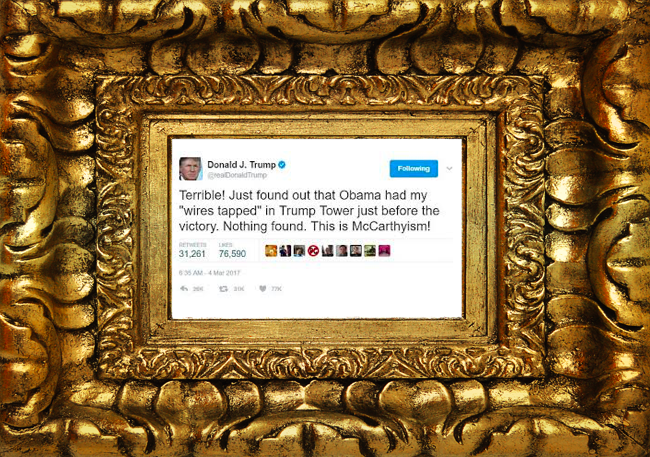 Donald J. Trump
@realDonaldTrump
Following
Terrible! Just found out that Obama had my
"wires tapped" in Trump Tower just before the
victory. Nothing found. This is McCarthyism!
RETWEETS LIKES
31,261 76,590
6:35 AM - 4 Mar 2017
26K 31K 77K